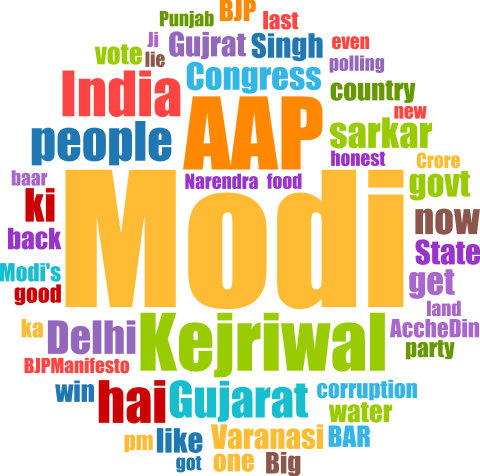 Punjab BJP last
Ji
vote lie Gujrat Singh even
polling
India Congress country
new
people AAP sarkar
honest
Narendra food Crore
baar govt
ki Modi now
back State
Modi's get
good land
ka Delhi Kejriwal AccheDin
party
BJPManifesto
win hai Gujarat corruption
water
pm like Varanasi BAR
got one Big